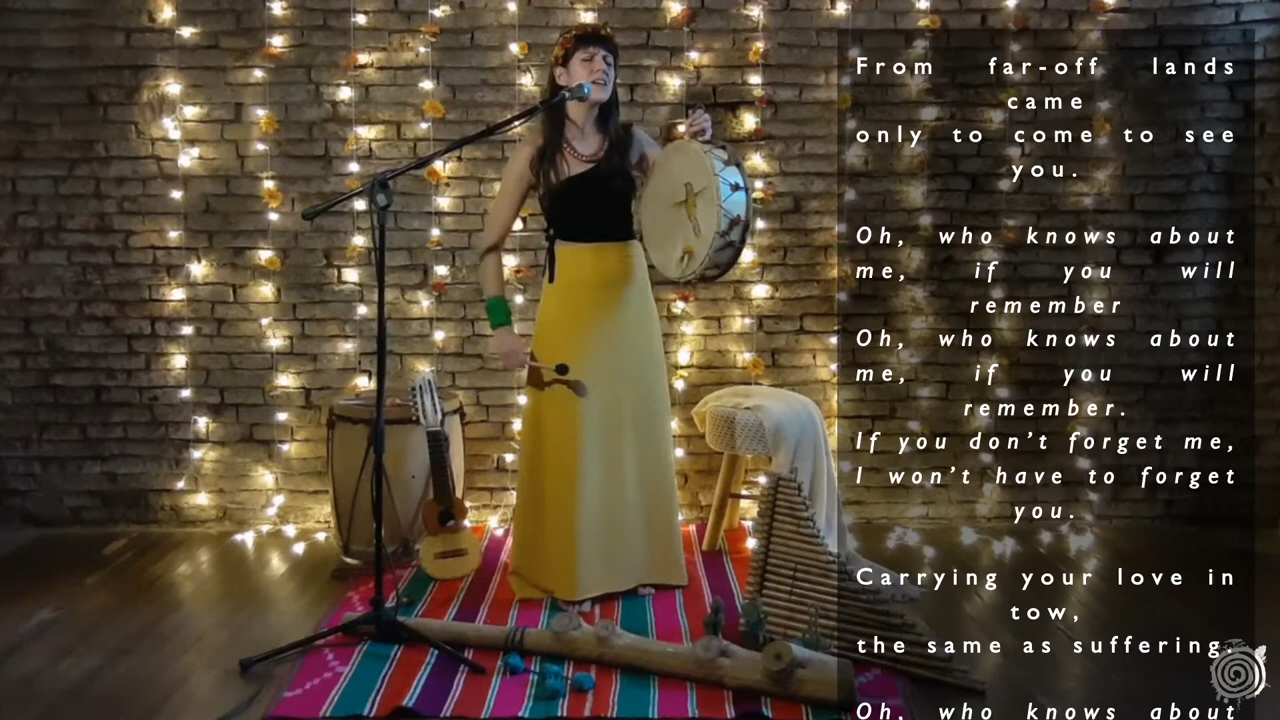 From far-off lands
came
only to come to see
you.
Oh, who knows about
me, if you will
remember
Oh, who knows about
me, if you will
remember.
If you don't forget me,
I won't have to forget
you.
Carrying your love in
tow,
the same as suffering.
Oh, who knows about